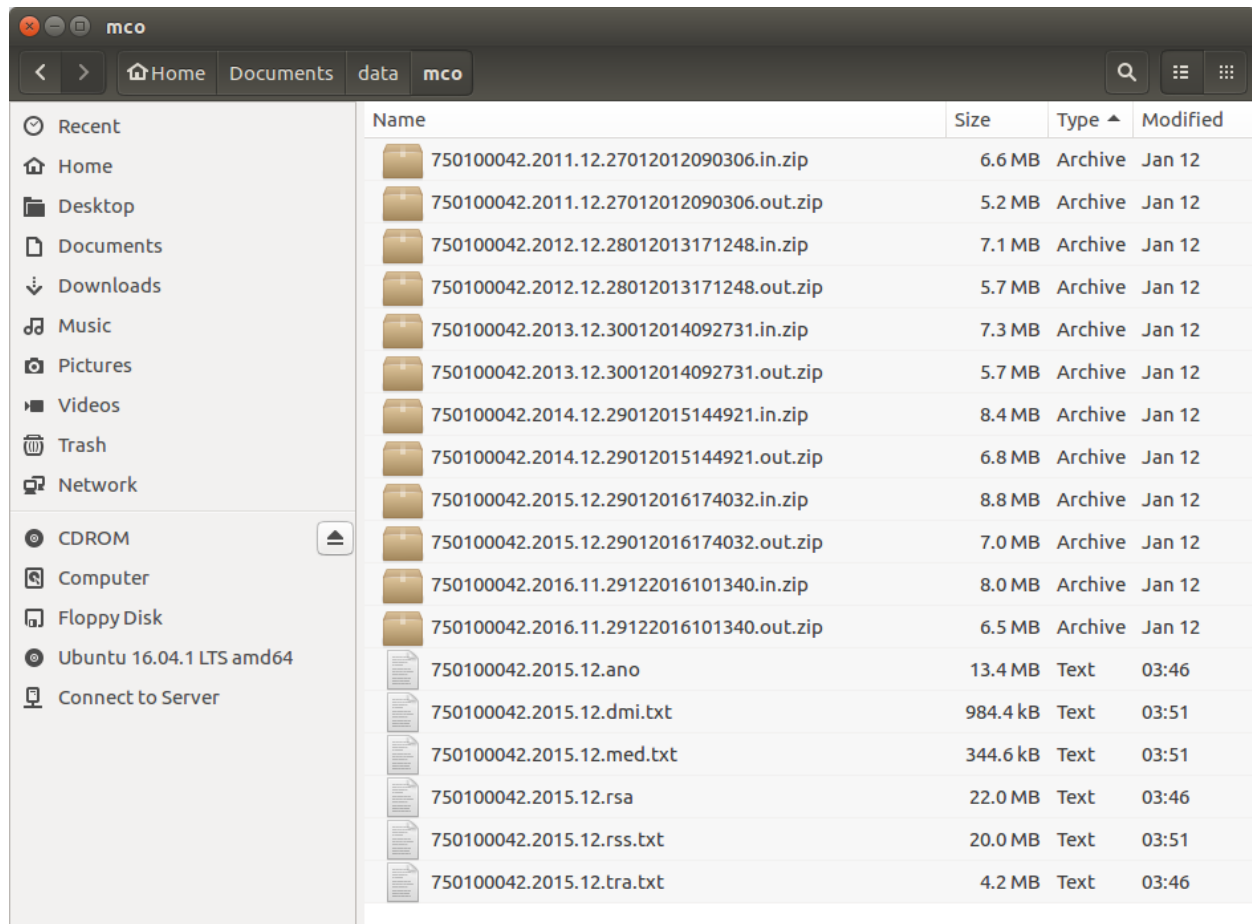 mco
Home Documents data mco
Recent
Home
Desktop
Documents
Downloads
Music
Pictures
Videos
Trash
Network
CDROM
Computer
Floppy Disk
Ubuntu 16.04.1 LTS amd64
Connect to Server
Name Size Type Modified
750100042.2011.12.27012012090306.in.zip 6.6 MB Archive Jan 12
750100042.2011.12.27012012090306.out.zip 5.2 MB Archive Jan 12
750100042.2012.12.28012013171248.in.zip 7.1 MB Archive Jan 12
750100042.2012.12.28012013171248.out.zip 5.7 MB Archive Jan 12
750100042.2013.12.30012014092731.in.zip 7.3 MB Archive Jan 12
750100042.2013.12.30012014092731.out.zip 5.7 MB Archive Jan 12
750100042.2014.12.29012015144921.in.zip 8.4 MB Archive Jan 12
750100042.2014.12.29012015144921.out.zip 6.8 MB Archive Jan 12
750100042.2015.12.29012016174032.in.zip 8.8 MB Archive Jan 12
750100042.2015.12.29012016174032.out.zip 7.0 MB Archive Jan 12
750100042.2016.11.29122016101340.in.zip 8.0 MB Archive Jan 12
750100042.2016.11.29122016101340.out.zip 6.5 MB Archive Jan 12
750100042.2015.12.ano 13.4 MB Text 03:46
750100042.2015.12.dmi.txt 984.4 kB Text 03:51
750100042.2015.12.med.txt 344.6 kB Text 03:51
750100042.2015.12.rsa 22.0 MB Text 03:46
750100042.2015.12.rss.txt 20.0 MB Text 03:51
750100042.2015.12.tra.txt 4.2 MB Text 03:46